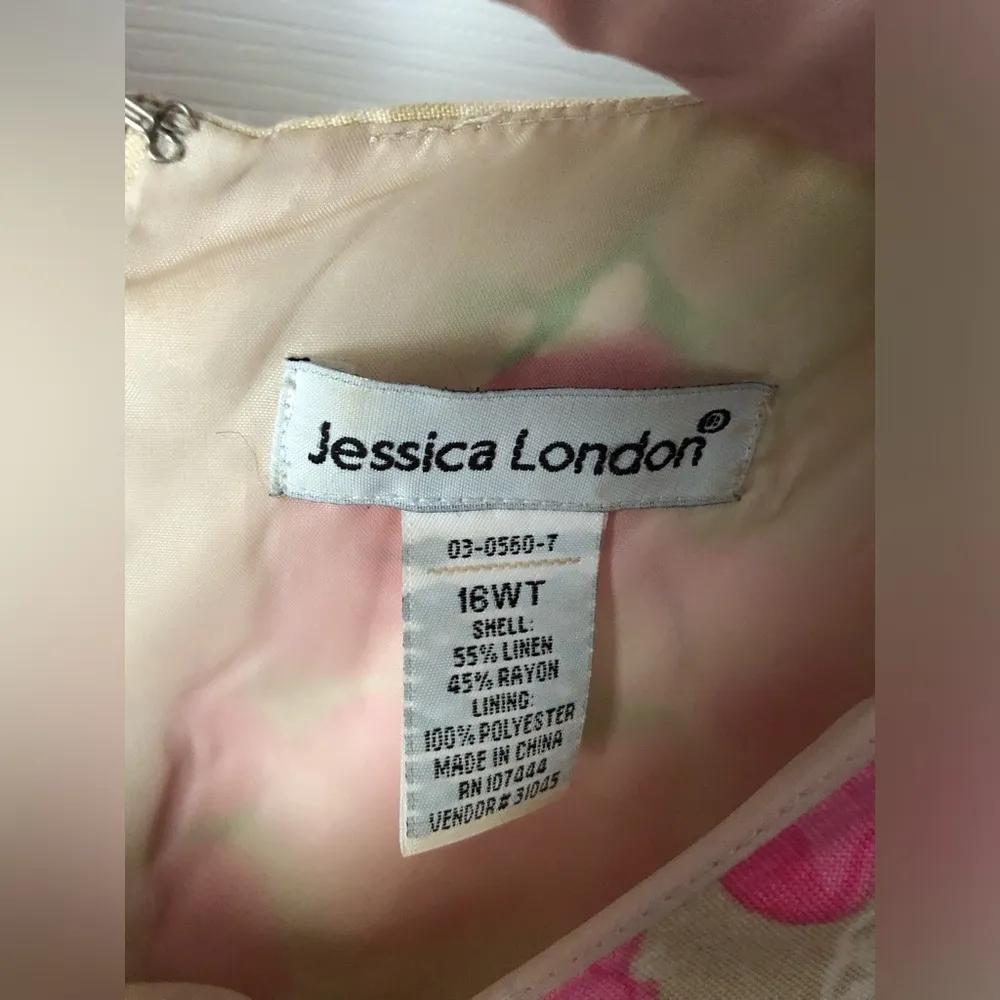 Jessica London®
03-0560-7
16WT
SHELL:
55% LINEN
45% RAYON
LINING:
100% POLYESTER
MADE IN CHINA
RN 107444
VENDOR# 31045